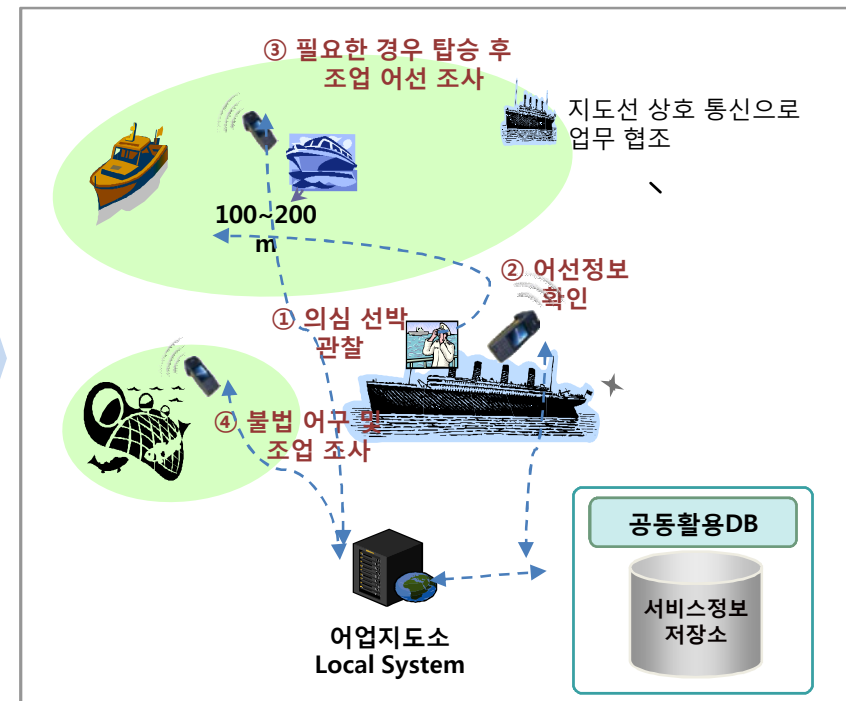 ③ 필요한 경우 탑승 후
조업 어선 조사
지도선 상호 통신으로
업무 협조
100~200
m
② 어선정보
확인
① 의심 선박
관찰
④ 불법 어구 및
조업 조사
공동활용DB
서비스정보
저장소
어업지도소
Local System